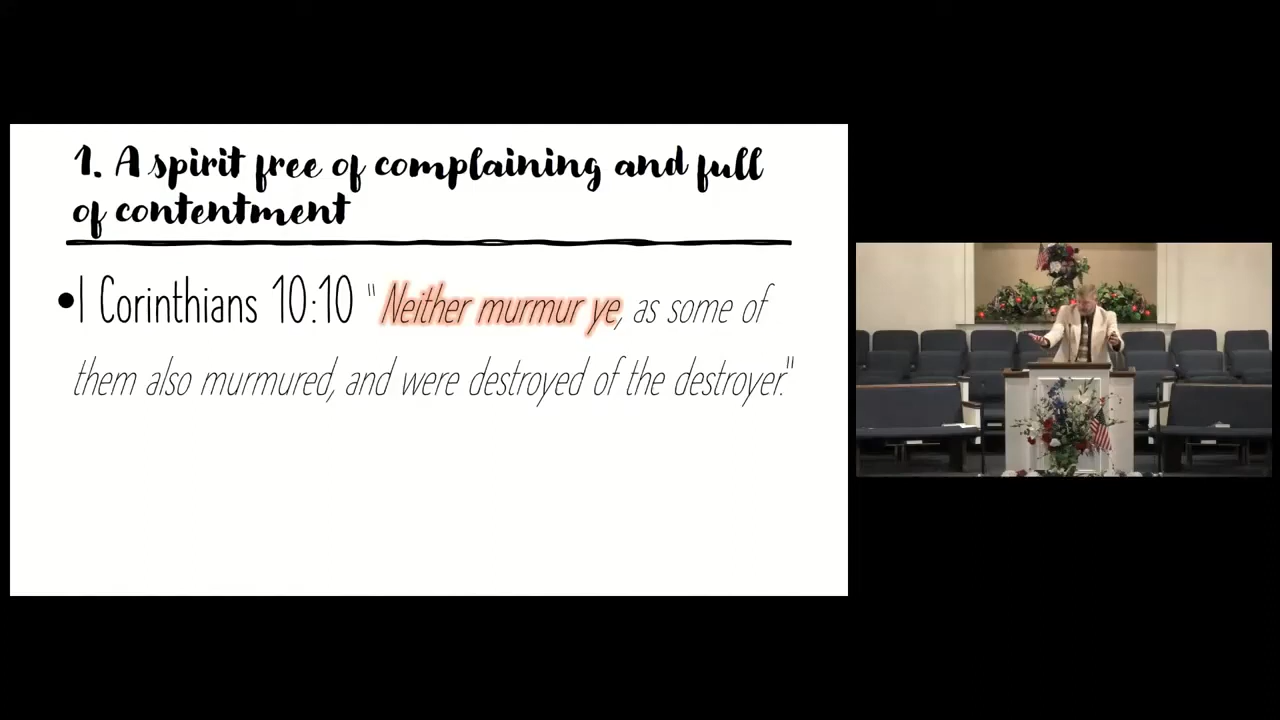 1. A spirit free of complaining and full
of contentment
•I Corinthians 10:10 "Neither murmur ye, as some of
them also murmured, and were destroyed of the destroyer."